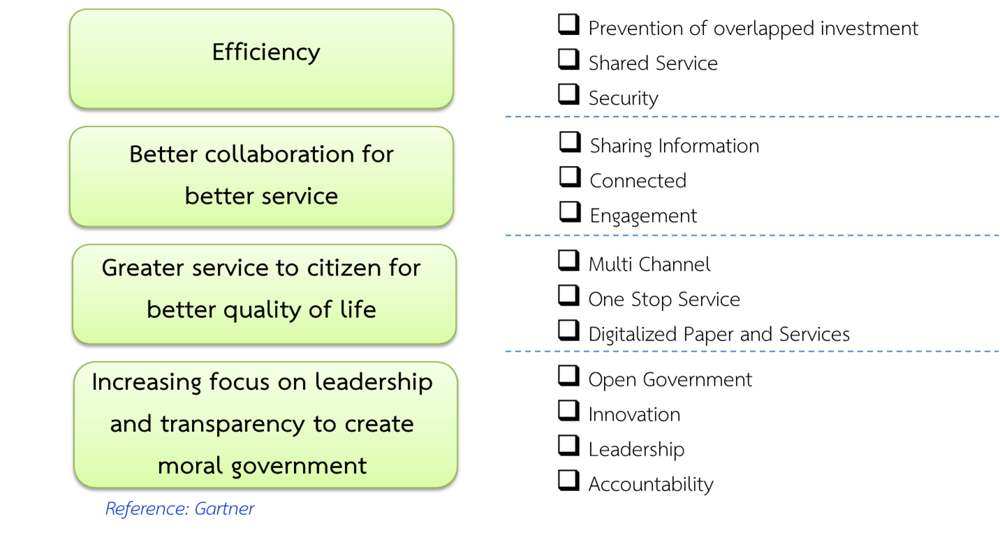 Efficiency
❑ Prevention of overlapped investment
❑ Shared Service
❑ Security
Better collaboration for
better service
❑ Sharing Information
❑ Connected
❑ Engagement
Greater service to citizen for
better quality of life
❑ Multi Channel
❑ One Stop Service
❑ Digitalized Paper and Services
Increasing focus on leadership
and transparency to create
moral government
❑ Open Government
❑ Innovation
❑ Leadership
❑ Accountability
Reference: Gartner